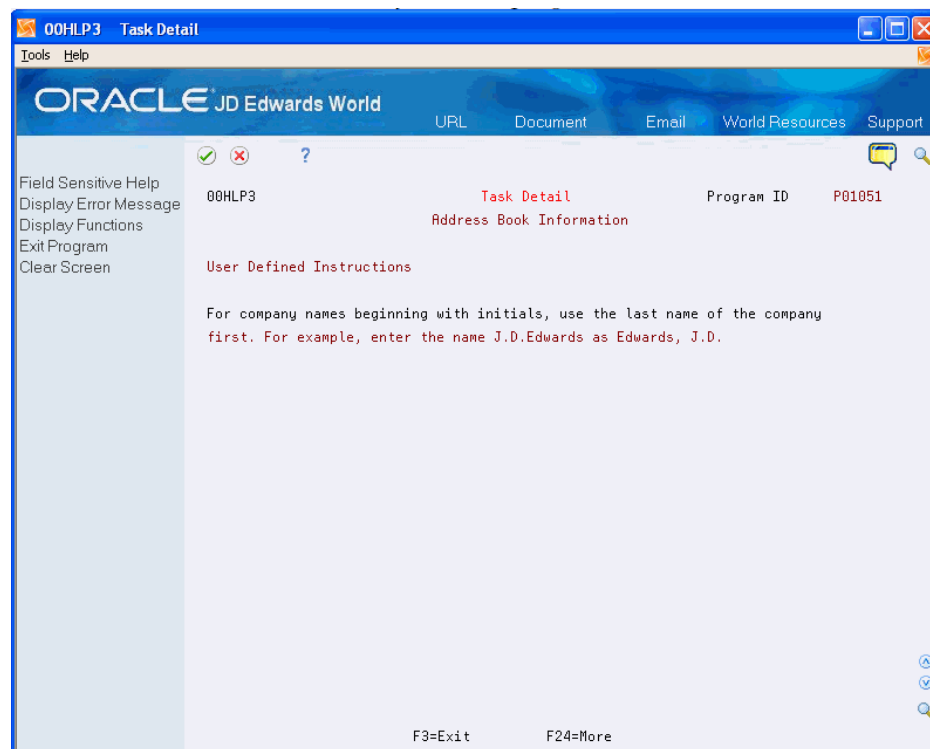 00HLP3 Task Detail
Tools Help
ORACLE JD Edwards World
URL Document Email World Resources Support
?
Field Sensitive Help
Display Error Message
Display Functions
Exit Program
Clear Screen
00HLP3 Task Detail Program ID P01051
Address Book Information
User Defined Instructions
For company names beginning with initials, use the last name of the company
first. For example, enter the name J.D.Edwards as Edwards, J.D.
F3=Exit F24=More